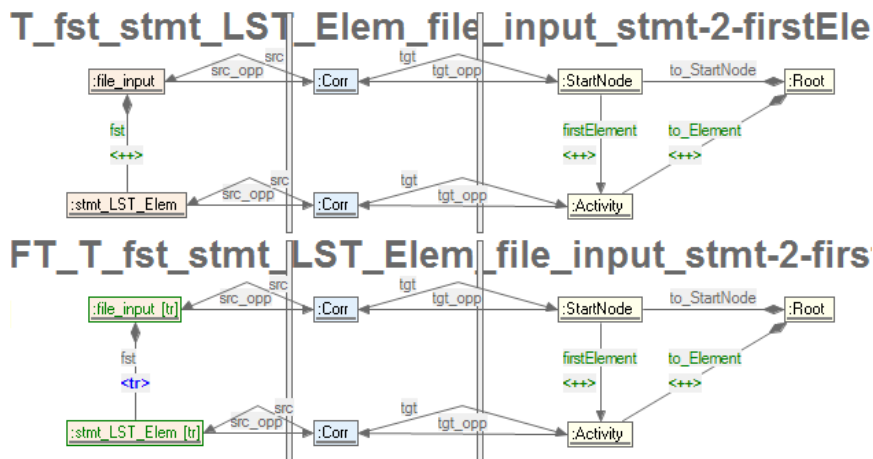 T_fst_stmt_LST_Elem_file_input_stmt-2-firstEle
src tgt
src_opp tgt_opp to_StartNode
:file_input :Corr :StartNode :Root
fst firstElement to_Element
<++> <++> <++>
src tgt
src_opp tgt_opp
:stmt_LST_Elem :Corr :Activity
FT_T_fst_stmt_LST_Elem_file_input_stmt-2-firs
src tgt
src_opp tgt_opp to_StartNode
:file_input [tr] :Corr :StartNode :Root
fst firstElement to_Element
<tr> <++> <++>
src tgt
src_opp tgt_opp
:stmt_LST_Elem [tr] :Corr :Activity